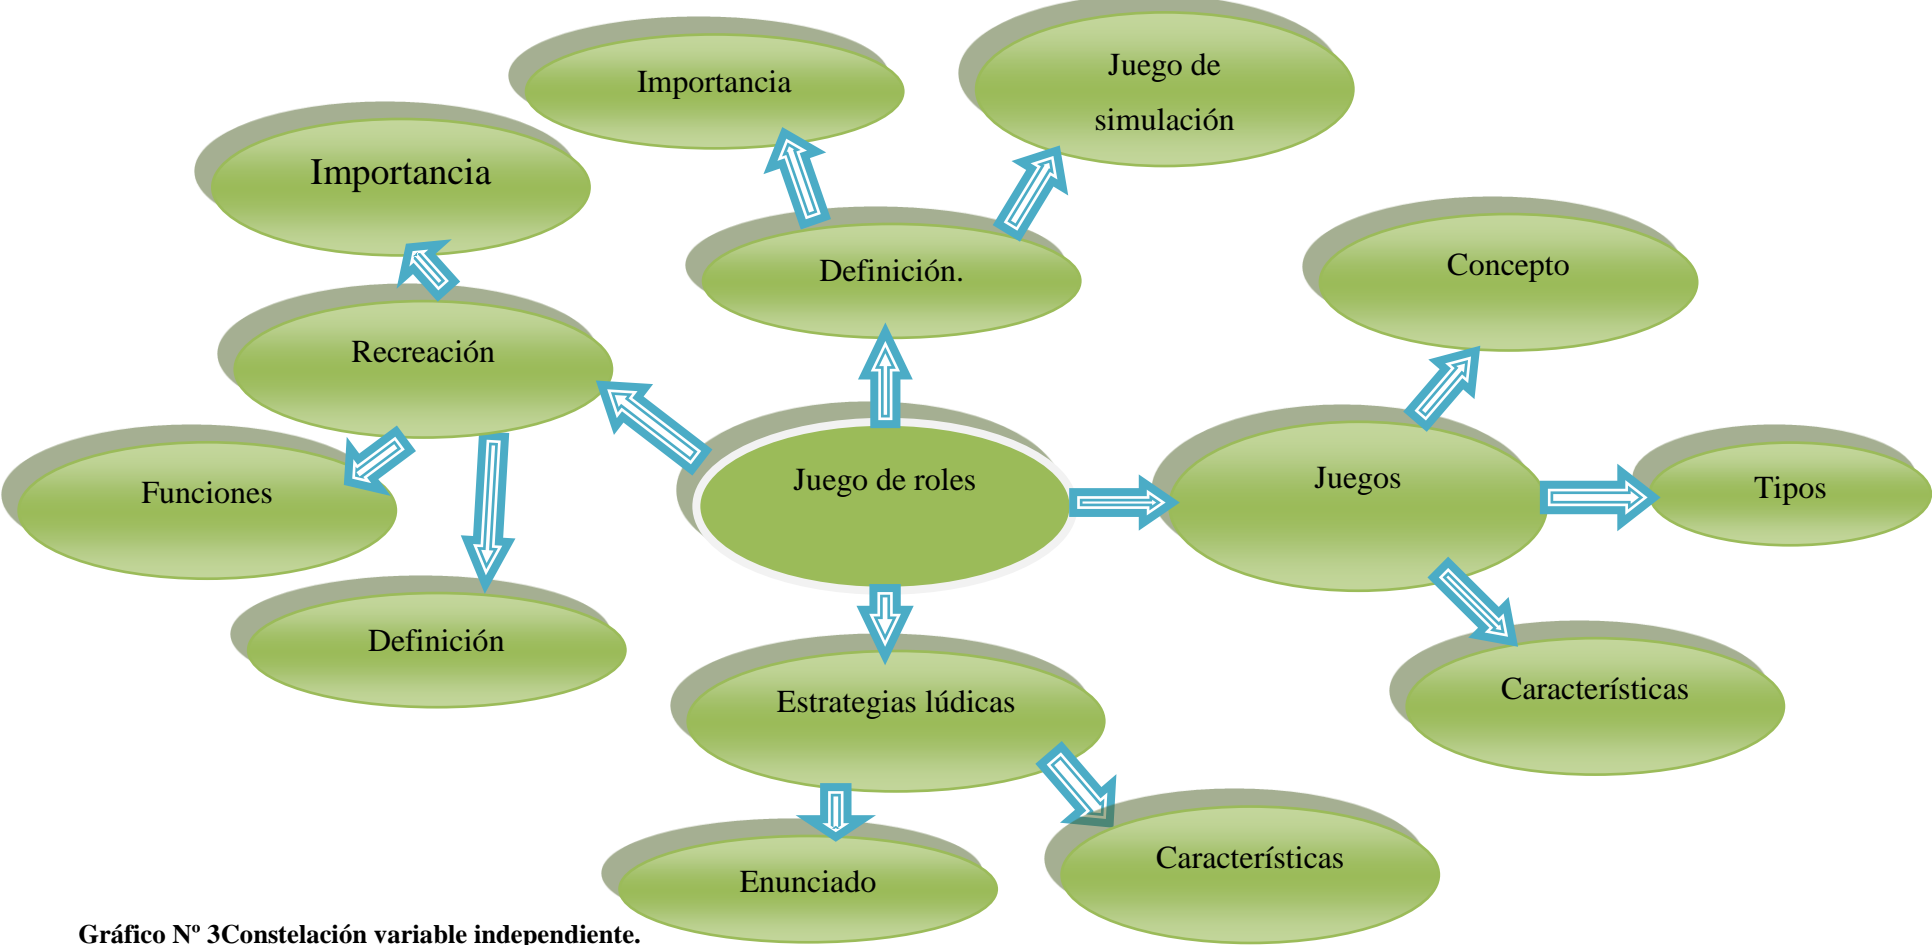 Importancia
Juego de
simulación
Importancia
Definición.
Concepto
Recreación
Juego de roles
Juegos
Tipos
Funciones
Definición
Estrategias lúdicas
Características
Enunciado
Características
Gráfico Nº 3Constelación variable independiente.